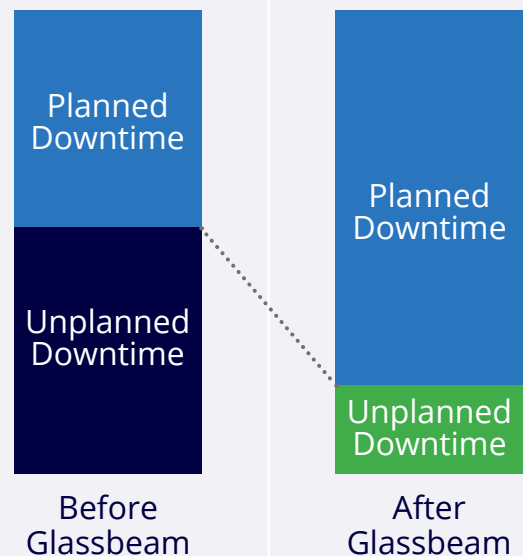 Planned
Downtime
Unplanned
Downtime
Before
Glassbeam
Planned
Downtime
Unplanned
Downtime
After
Glassbeam